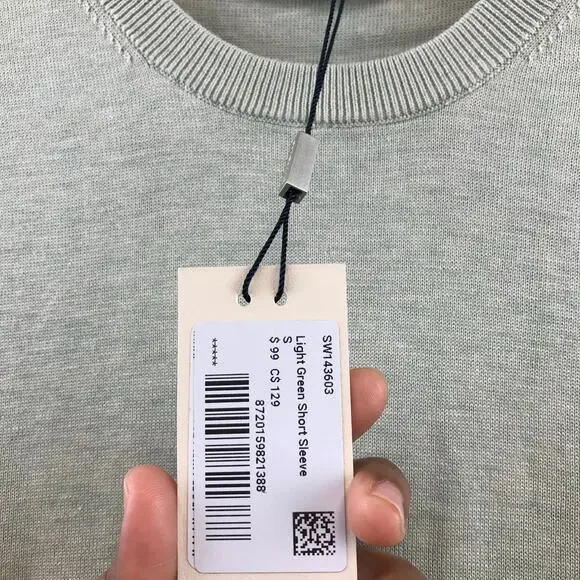 SW143603
Light Green Short Sleeve
S
$ 99 C$ 129
8720159821388
*****